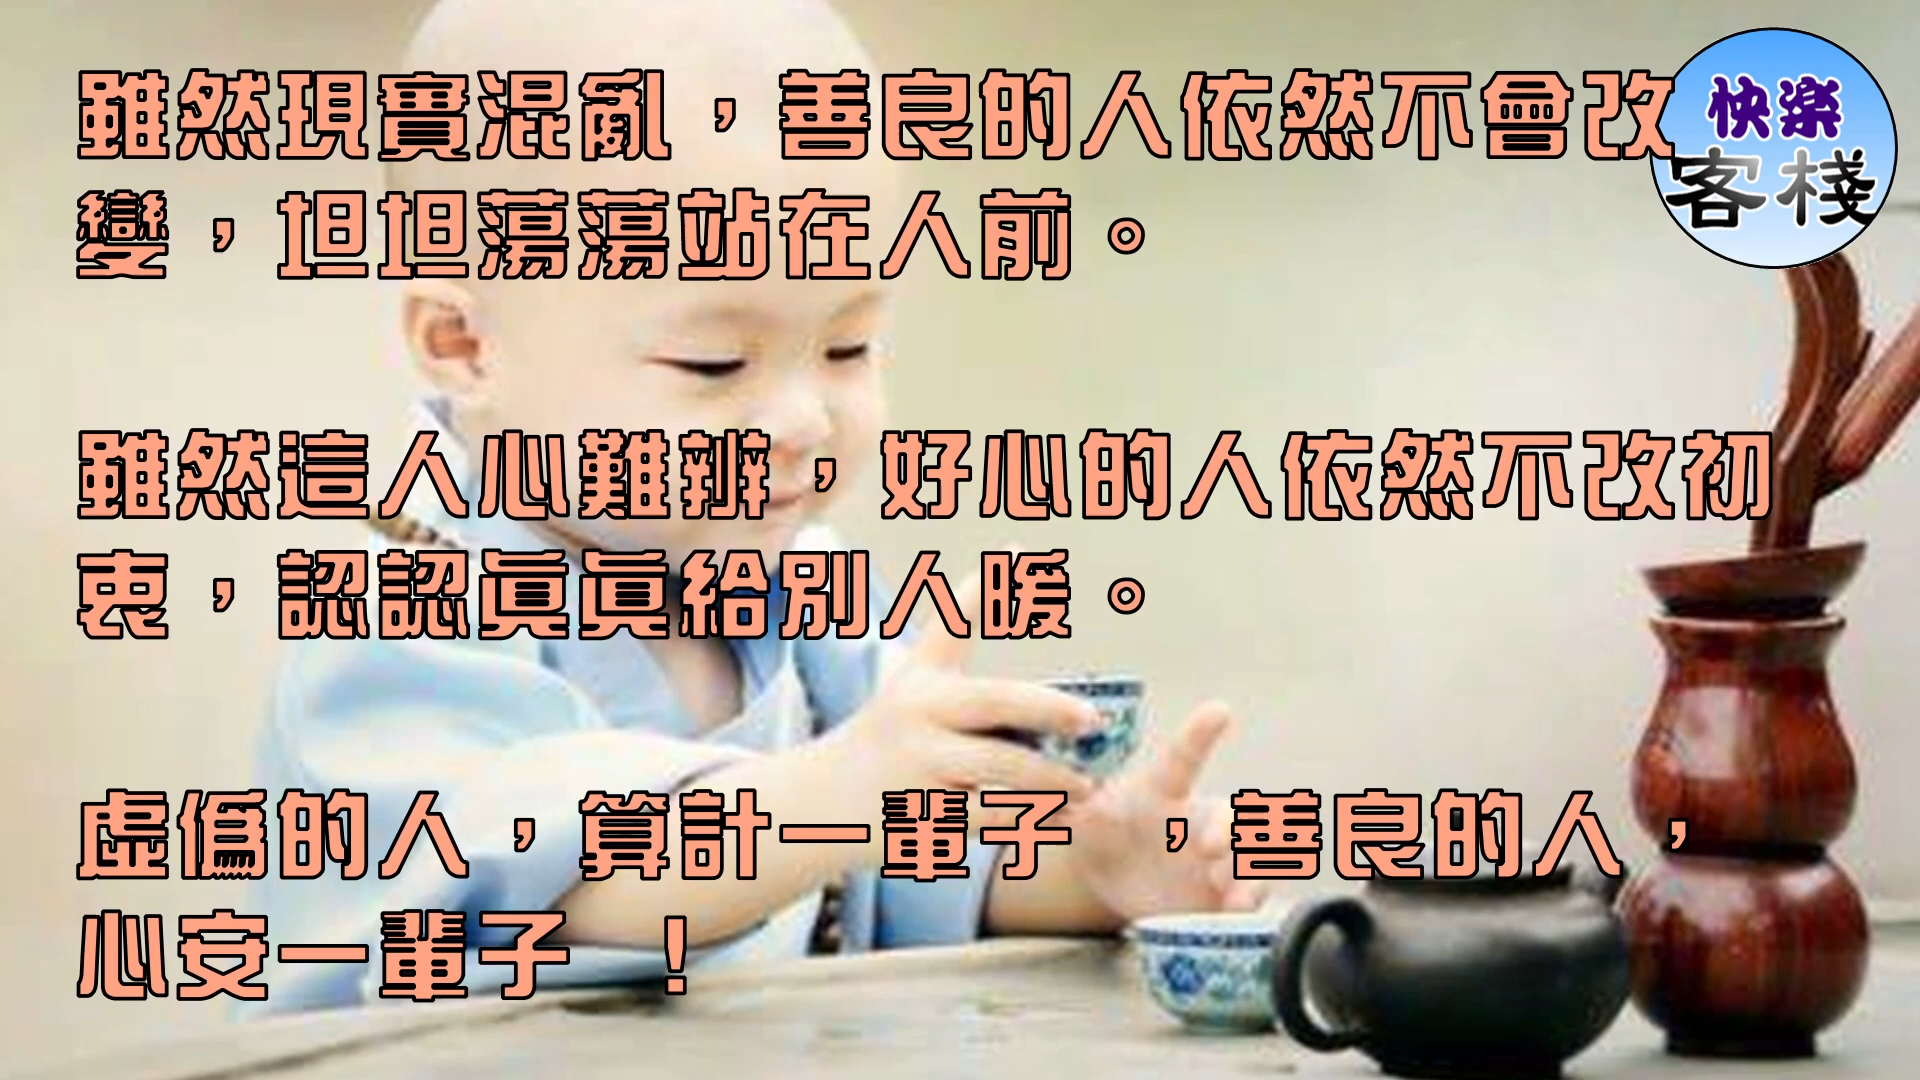 雖然現實混亂，善良的人依然不會改
變，坦坦蕩蕩站在人前。
雖然這人心難辨，好心的人依然不改初
衷，認認真真給別人暖。
虛偽的人，算計一輩子 ，善良的人，
心安一輩子 ！
快樂
客棧